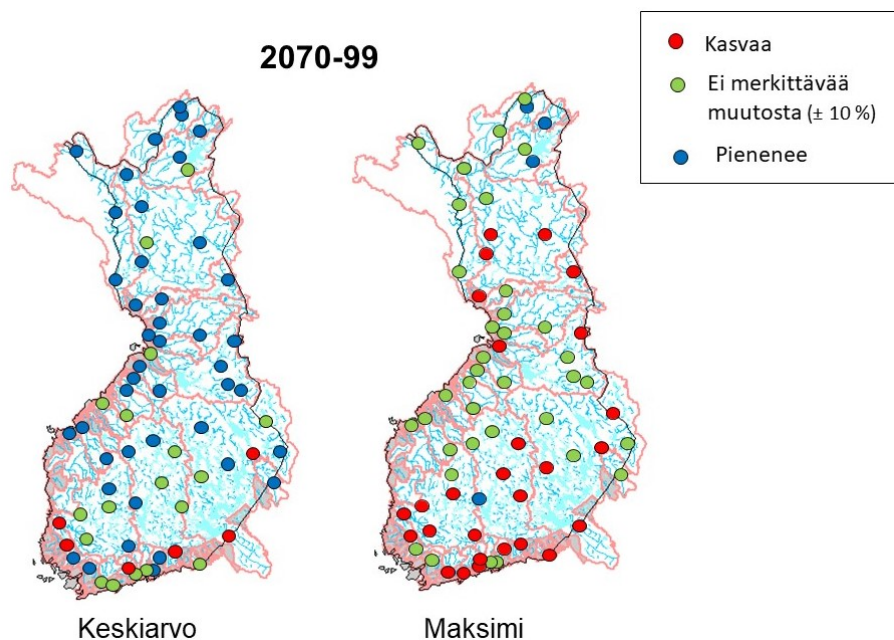 2070-99
Kasvaa
Ei merkittävää
muutosta (± 10 %)
Pienenee
Keskiarvo
Maksimi